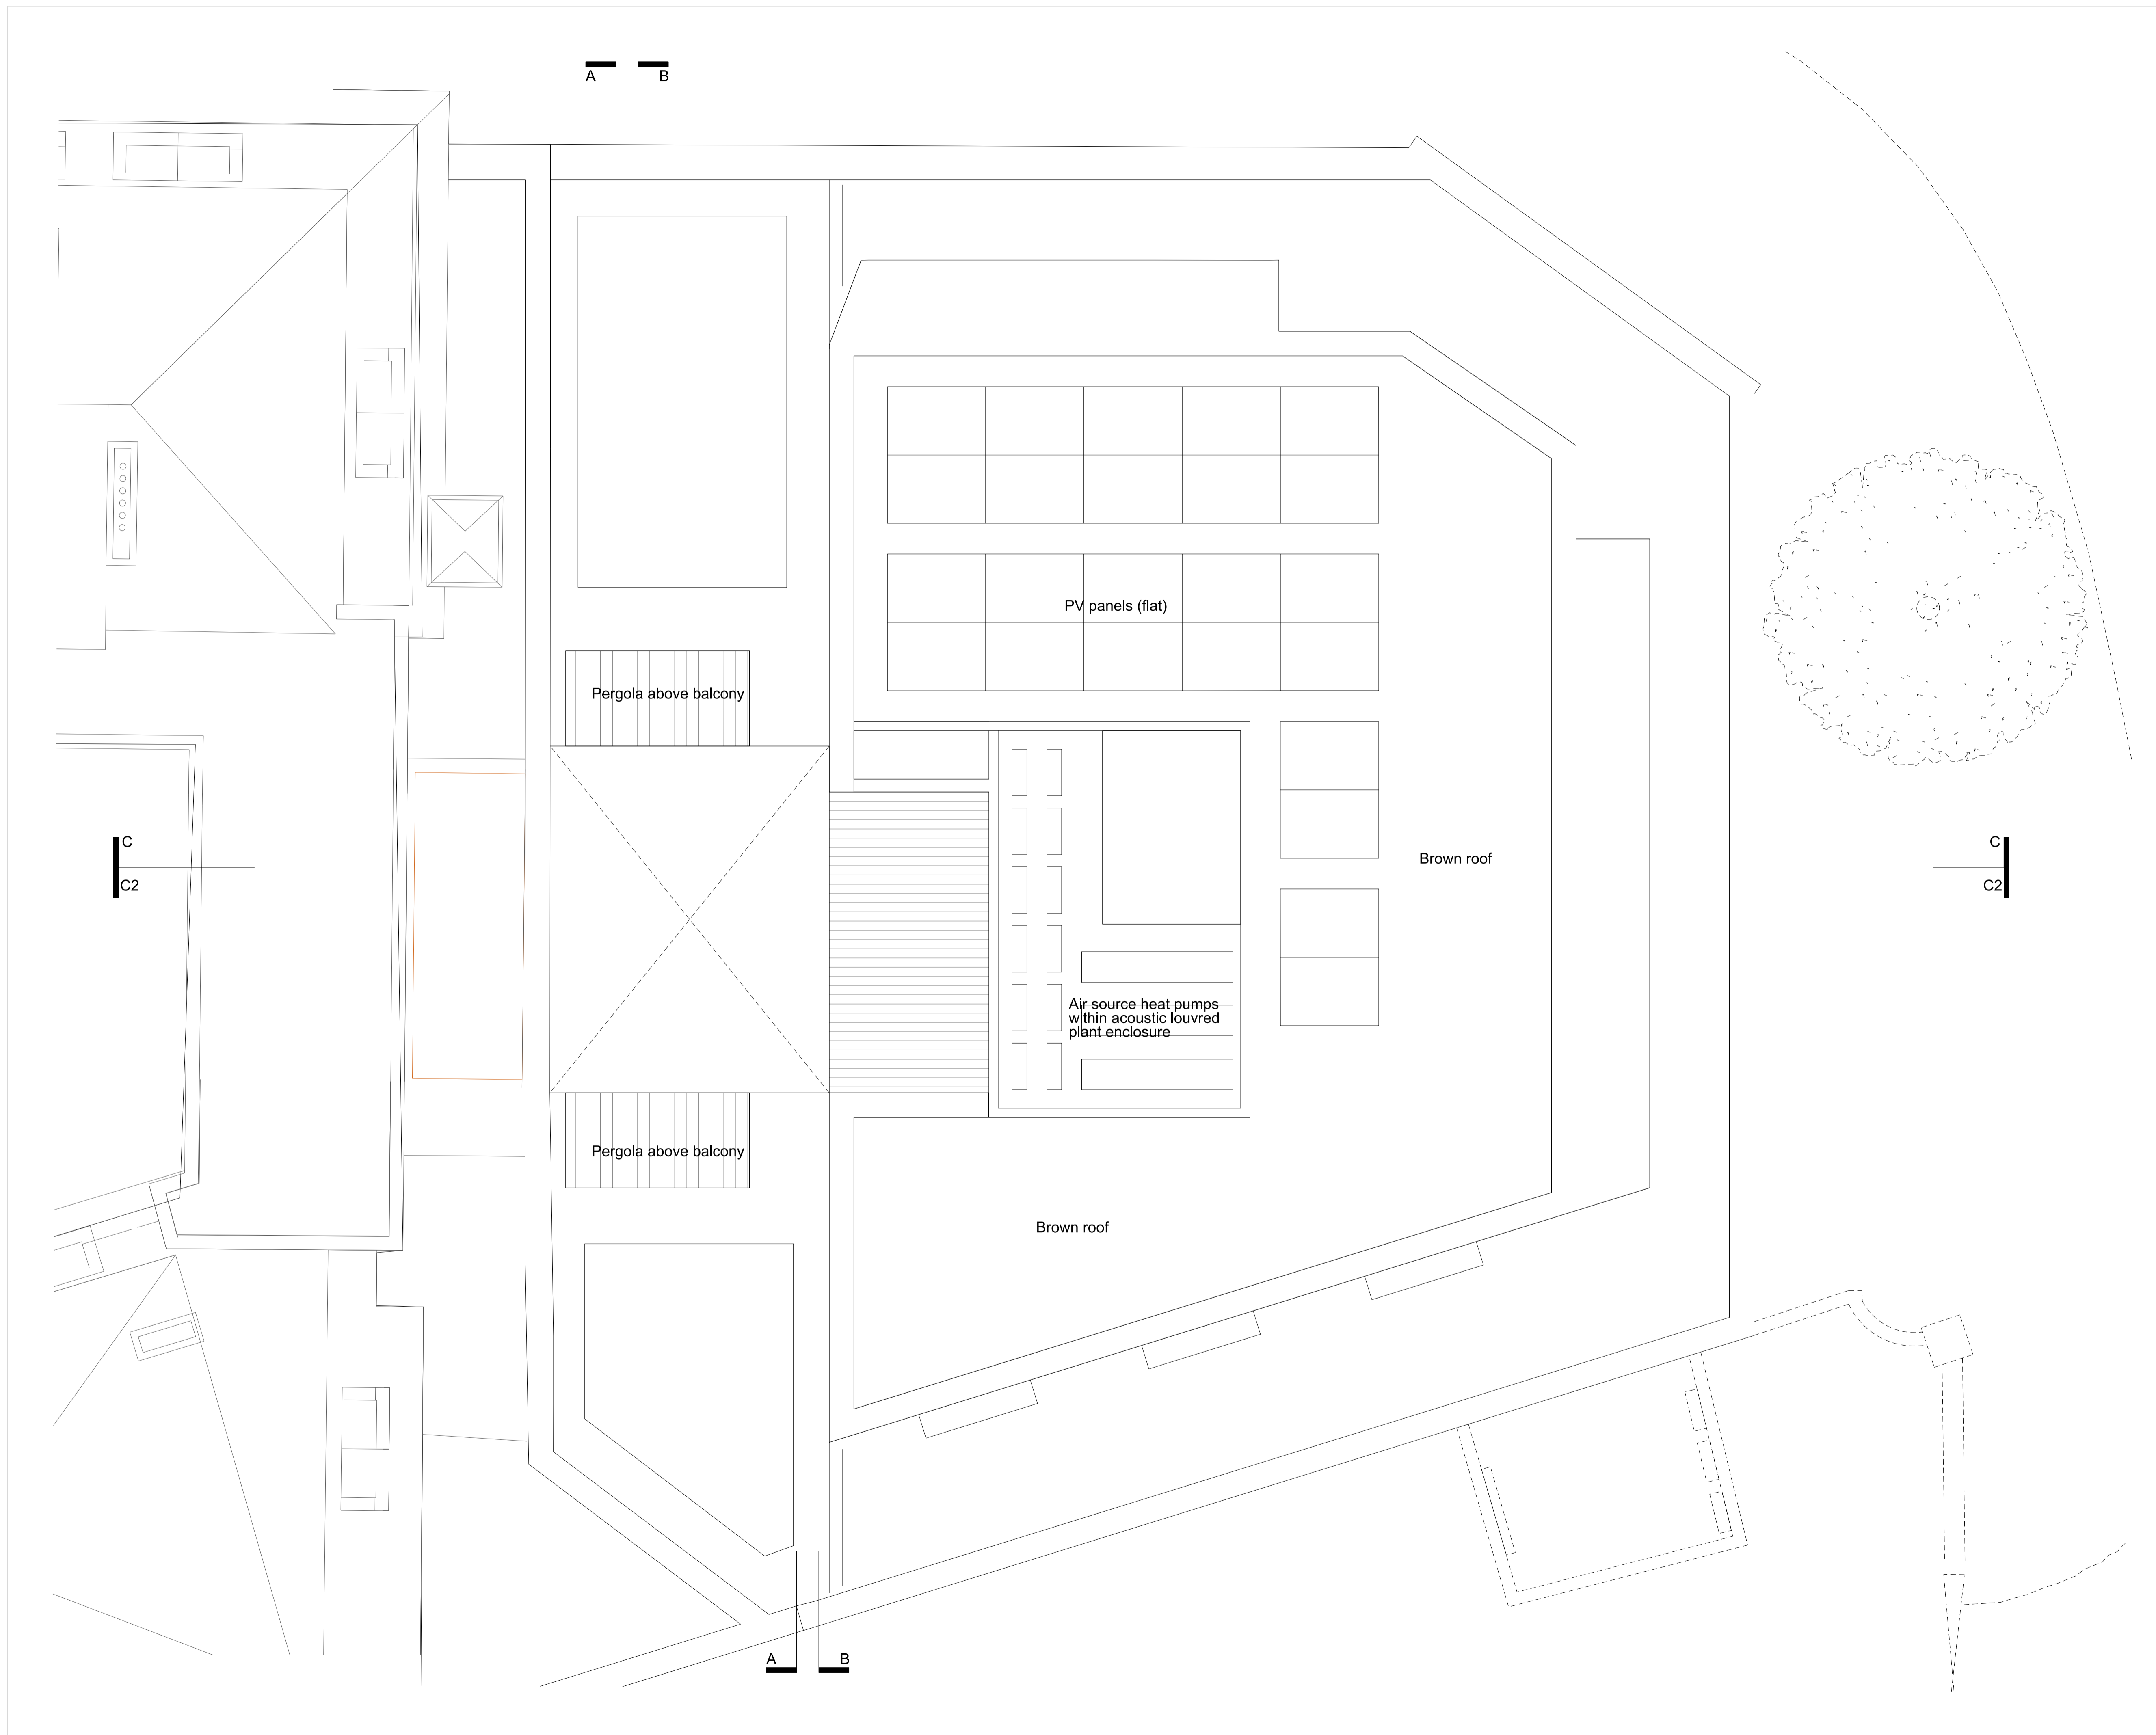 A B
PV panels (flat)
Pergola above balcony
C C
Brown roof
C2 C2
Air source heat pumps
within acoustic louvred
plant enclosure
Pergola above balcony
Brown roof
A B